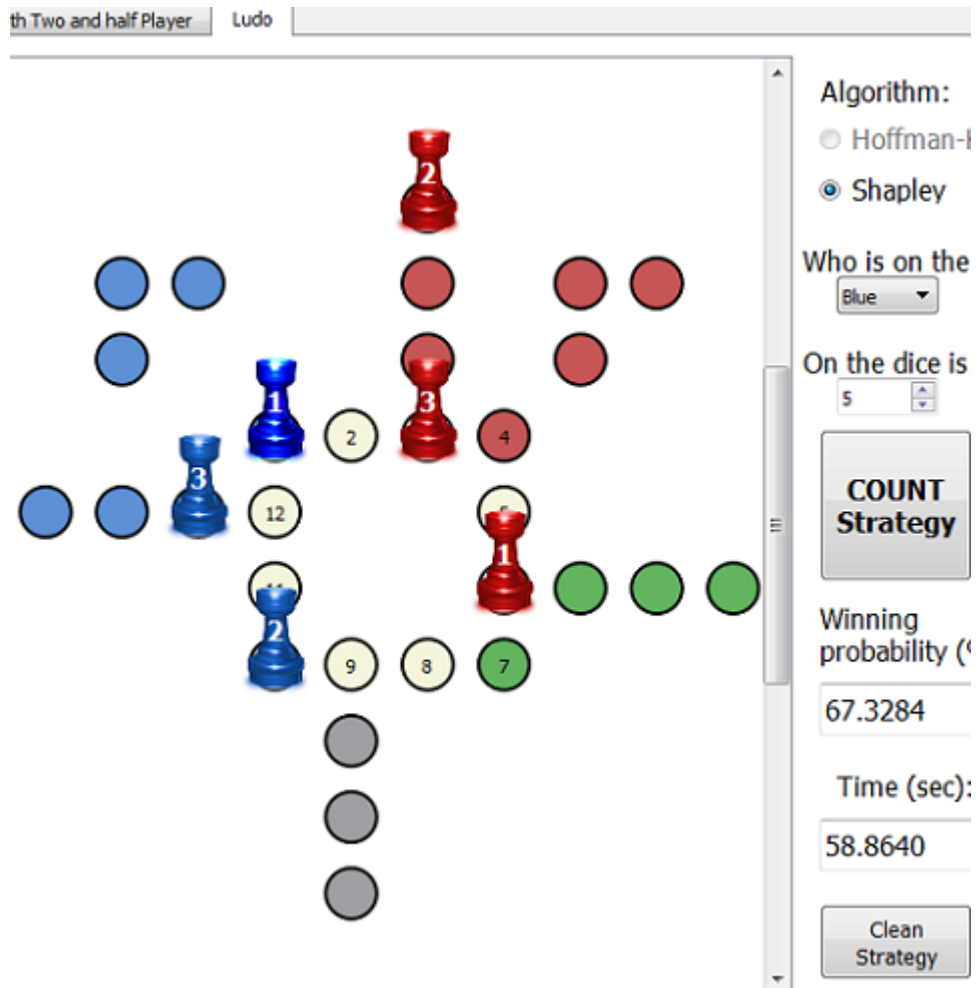 th Two and half Player
Ludo
Algorithm:
Shapley
Who is on the
Blue
On the dice is
5
COUNT
Strategy
Winning
probability (%
67.3284
Time (sec):
58.8640
Clean
Strategy
2
1
2
3
4
3
12
1
2
9
8
7